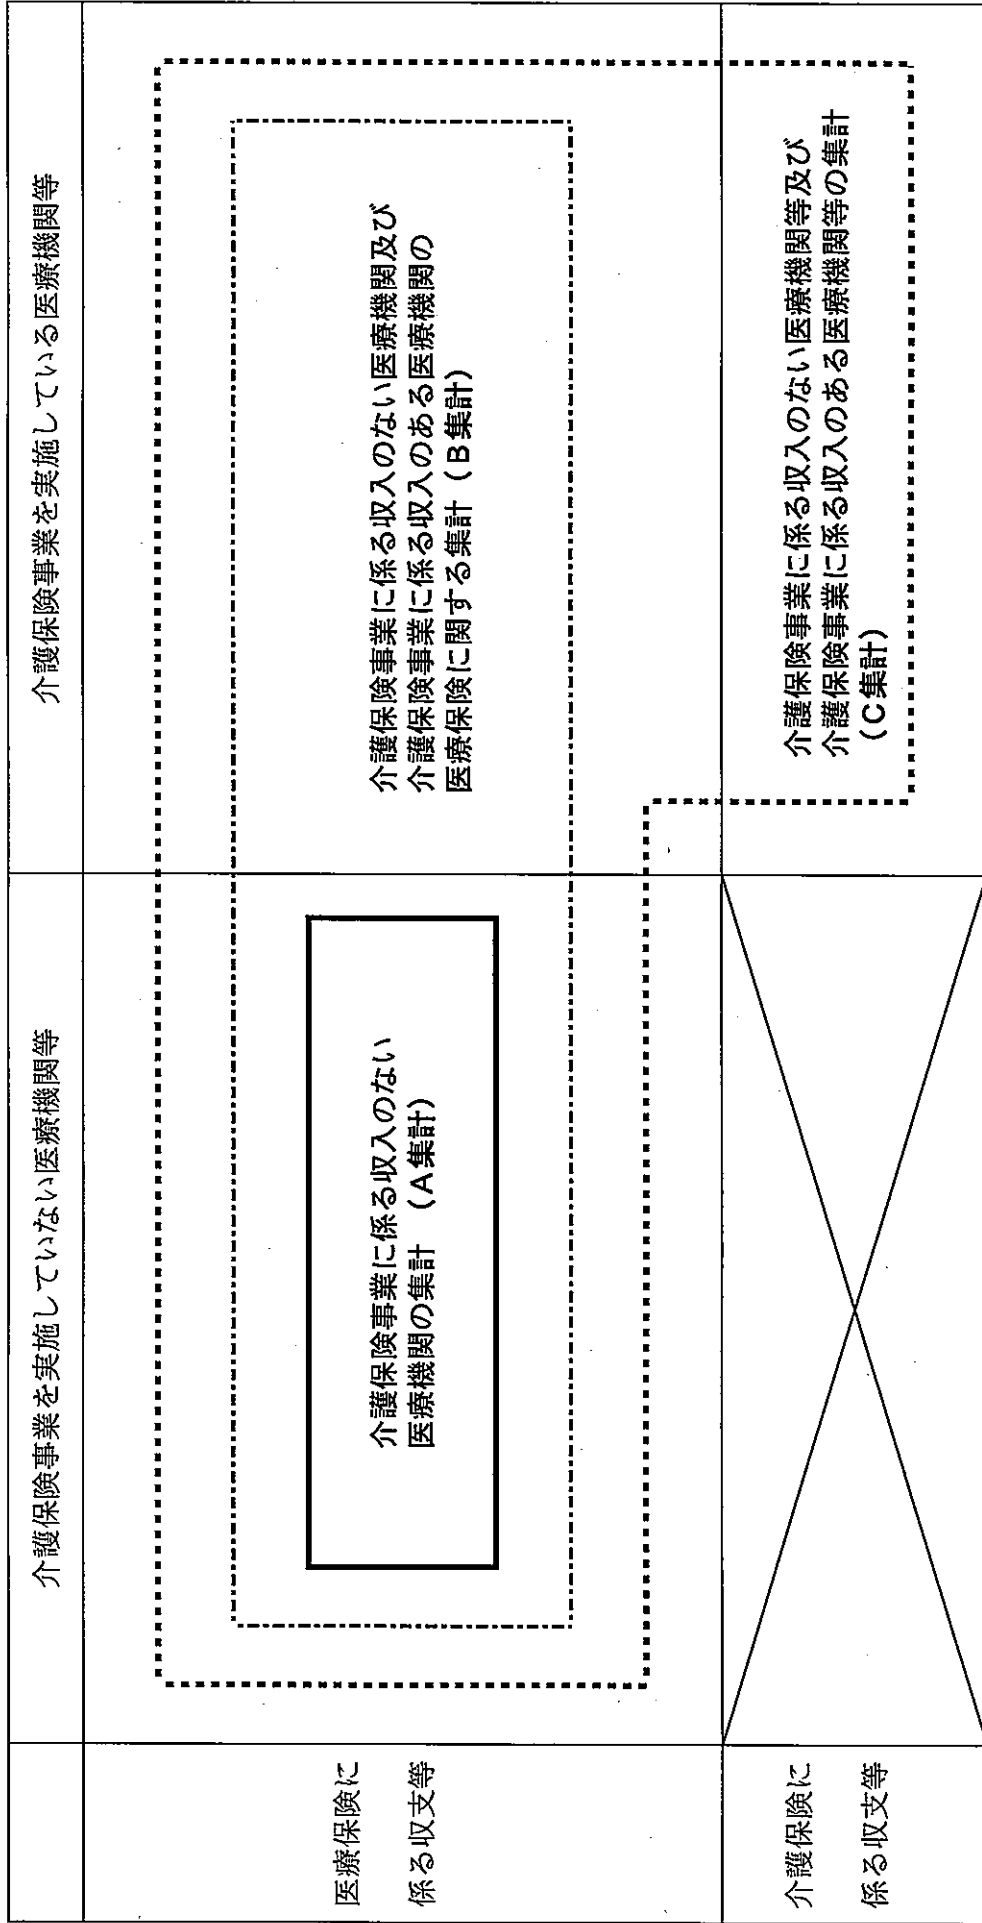 介護保険事業を実施していない医療機関等
介護保険事業を実施している医療機関等
医療保険に
係る収支等
介護保険事業に係る収入のない
医療機関の集計 （A集計）
介護保険事業に係る収入のない医療機関及び
介護保険事業に係る収入のある医療機関の
医療保険に関する集計（B集計）
介護保険に
係る収支等
介護保険事業に係る収入のない医療機関等及び
介護保険事業に係る収入のある医療機関等の集計
（C集計）